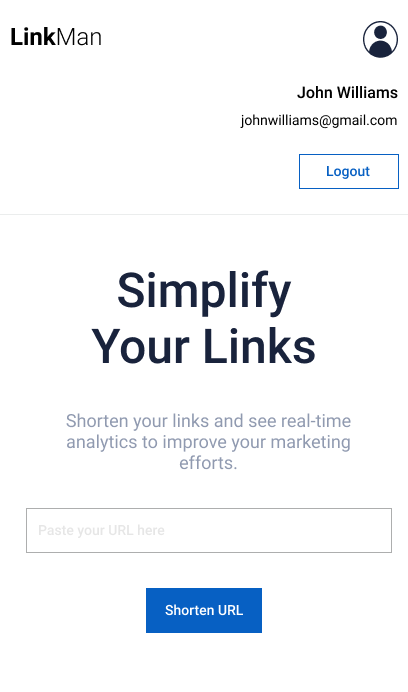 LinkMan
John Williams
johnwilliams@gmail.com
Logout
Simplify
Your Links
Shorten your links and see real-time
analytics to improve your marketing
efforts.
Paste your URL here
Shorten URL